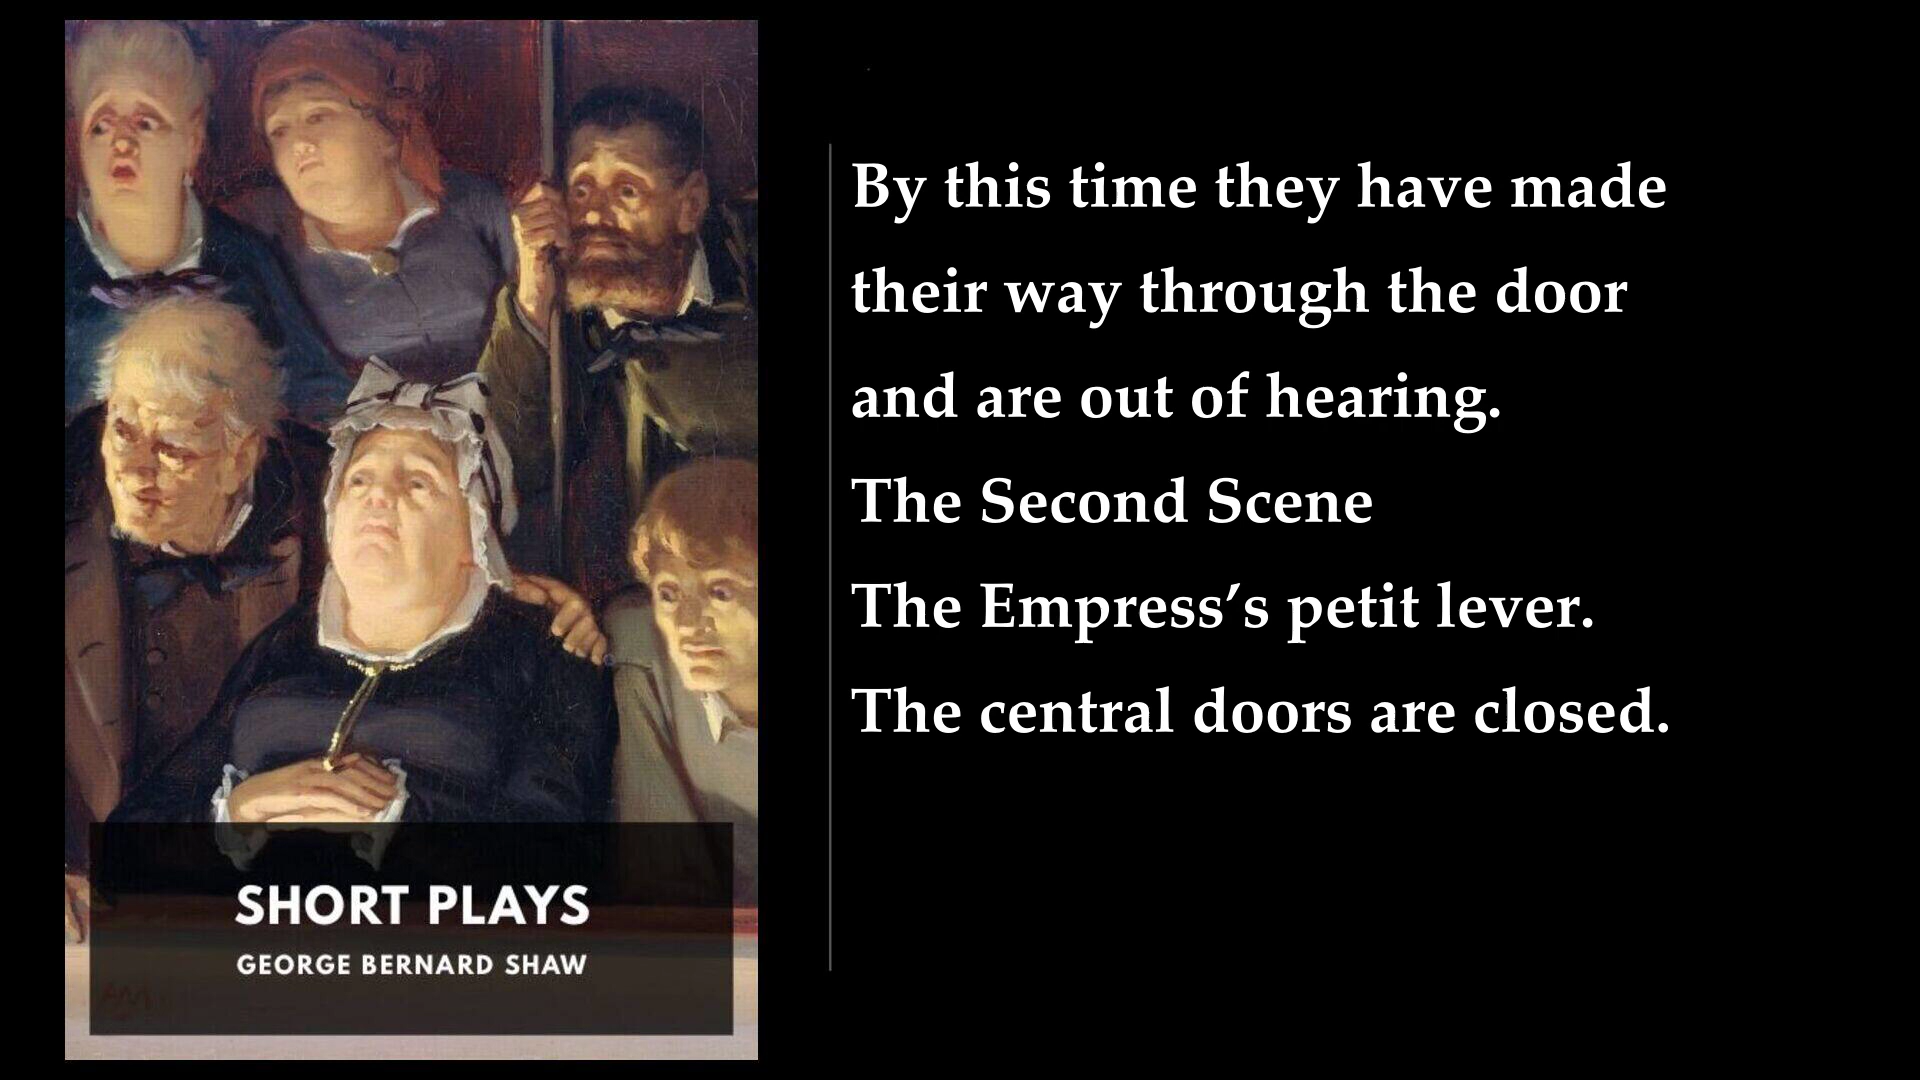 SHORT PLAYS
GEORGE BERNARD SHAW
By this time they have made
their way through the door
and are out of hearing.
The Second Scene
The Empress’s petit lever.
The central doors are closed.